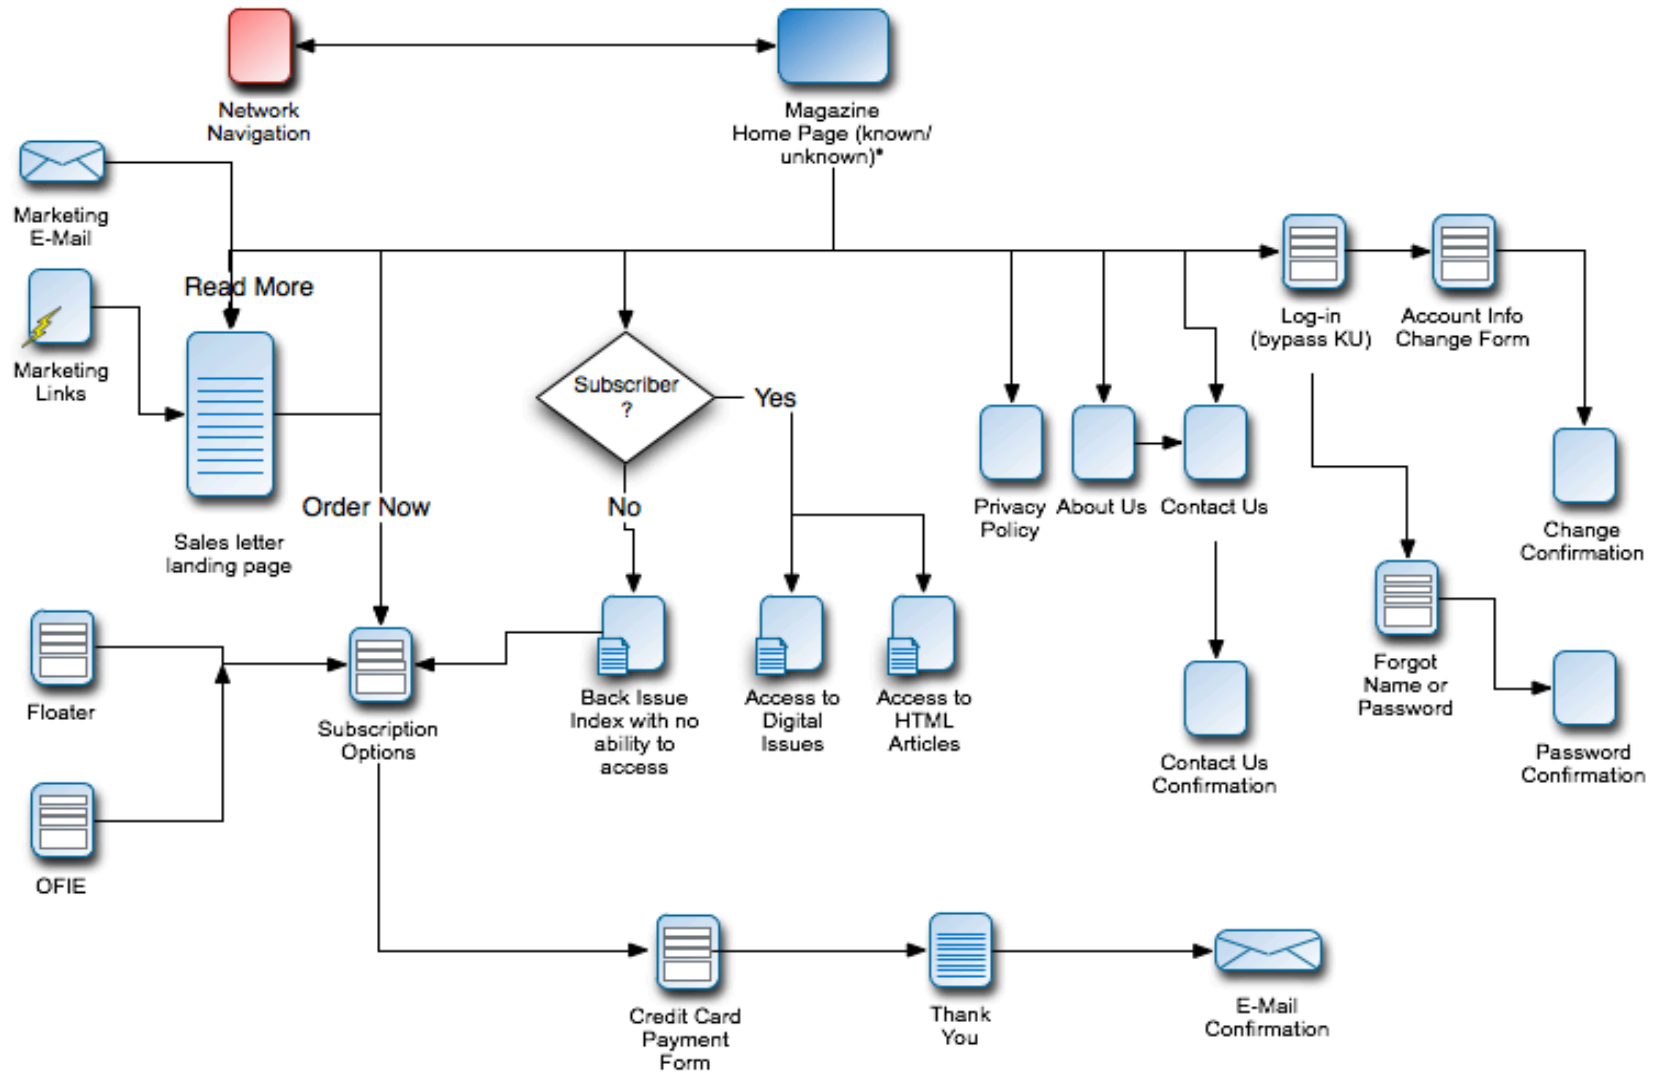 Network
Navigation
Magazine
Home Page (known/
unknown)*
Marketing
E-Mail
Read More
Marketing
Links
Log-in
(bypass KU)
Account Info
Change Form
Subscriber
?
Yes
Order Now
No
Privacy
Policy
About Us
Contact Us
Change
Confirmation
Sales letter
landing page
Floater
Subscription
Options
Back Issue
Index with no
ability to
access
Access to
Digital
Issues
Access to
HTML
Articles
Forgot
Name or
Password
Contact Us
Confirmation
Password
Confirmation
OFIE
Credit Card
Payment
Form
Thank
You
E-Mail
Confirmation